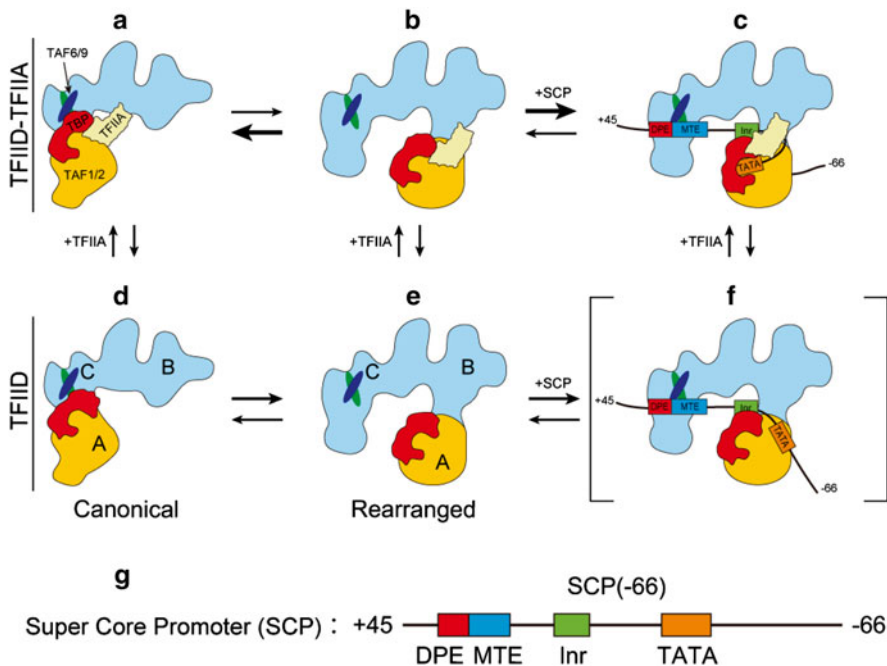 a b c
TFIID-TFIIA
TAF6/9
TBP
TFIIA
TAF1/2
+SCP
+45
DPE MTE Inr
TATA
-66
+TFIIA +TFIIA +TFIIA
d e f
TFIID
C B
A
C B
A
+SCP
+45
DPE MTE Inr
TATA
-66
Canonical Rearranged
g
SCP(-66)
Super Core Promoter (SCP) : +45 -66
DPE MTE Inr TATA